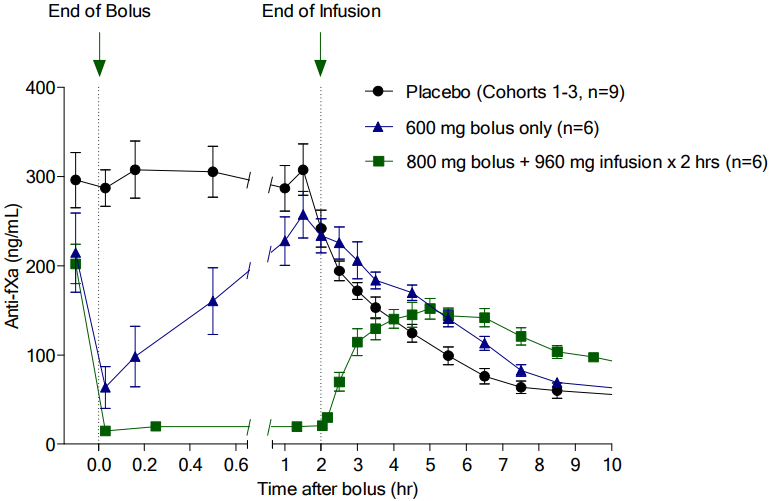 End of Bolus
End of Infusion
Placebo (Cohorts 1-3, n=9)
600 mg bolus only (n=6)
800 mg bolus + 960 mg infusion x 2 hrs (n=6)
Anti-fXa (ng/mL)
400
300
200
100
0
0.0 0.2 0.4 0.6 1 2 3 4 5 6 7 8 9 10
Time after bolus (hr)